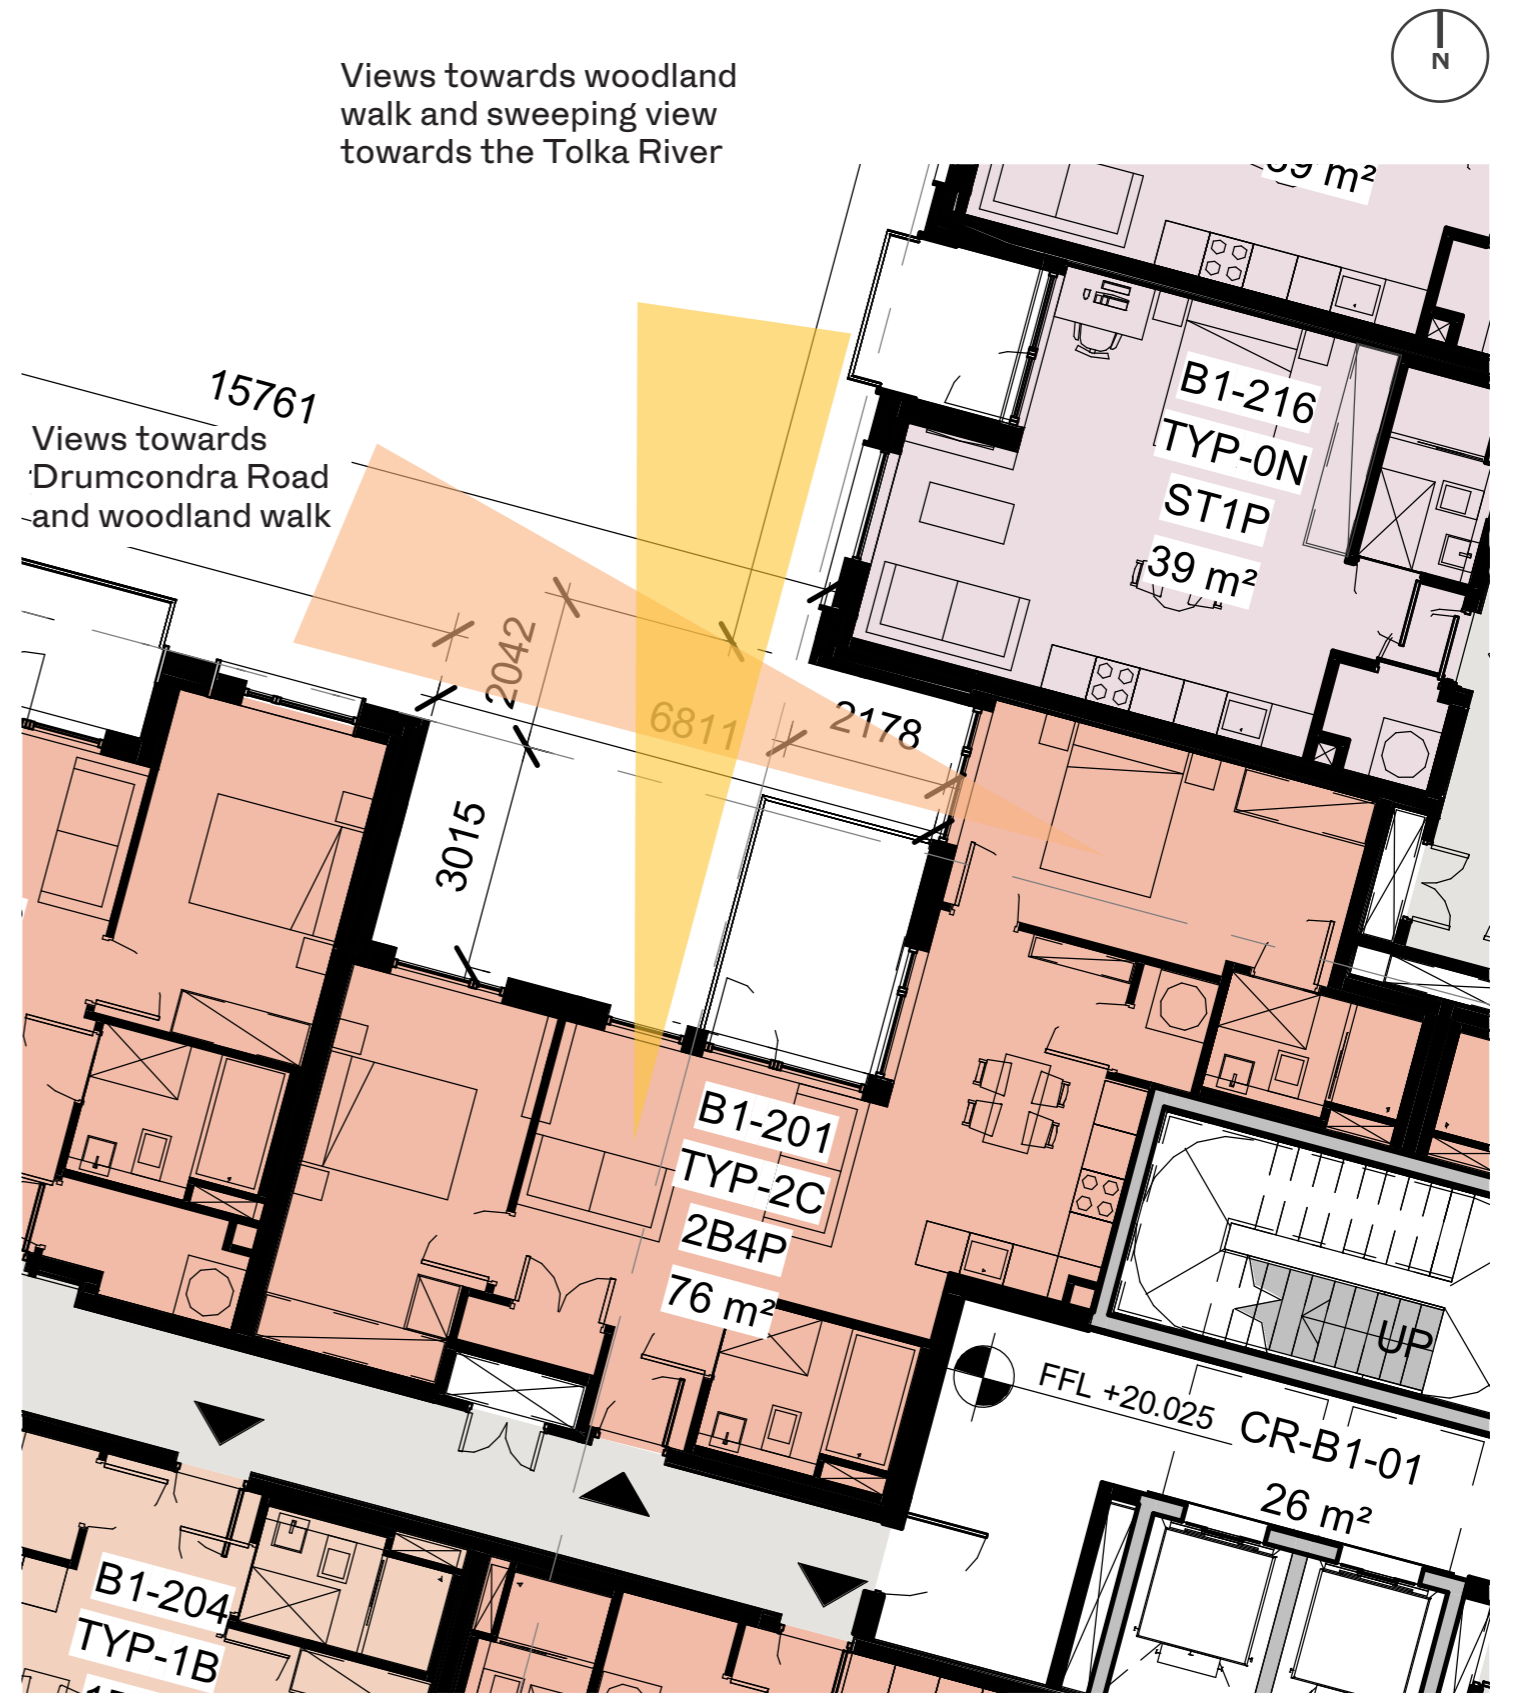 N
Views towards woodland
walk and sweeping view
towards the Tolka River
m²
15761
Views towards
Drumcondra Road
and woodland walk
B1-216
TYP-0N
ST1P
39 m²
2042
6811
2178
3015
B1-201
TYP-2C
2B4P
76 m²
UP
FFL +20.025
CR-B1-01
26 m²
B1-204
TYP-1B